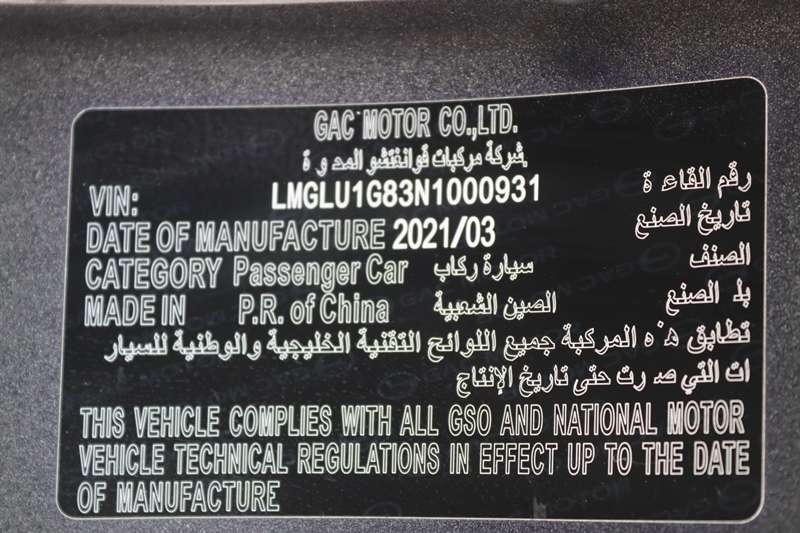 GAC MOTOR CO.,LTD.
شركة مركبات قوانقتشو المد و ة
VIN: LMGLU1G83N1000931 رقم القاء ة
DATE OF MANUFACTURE 2021/03 تاريخ الصنع
CATEGORY Passenger Car سيارة ركاب الصنف
MADE IN P.R. of China الصين الشعبية بلد الصنع
تطابق هذه المركبة جميع اللوائح التقنية الخليجية والوطنية للسيار
ات التي صدرت حتى تاريخ الإنتاج
THIS VEHICLE COMPLIES WITH ALL GSO AND NATIONAL MOTOR
VEHICLE TECHNICAL REGULATIONS IN EFFECT UP TO THE DATE
OF MANUFACTURE